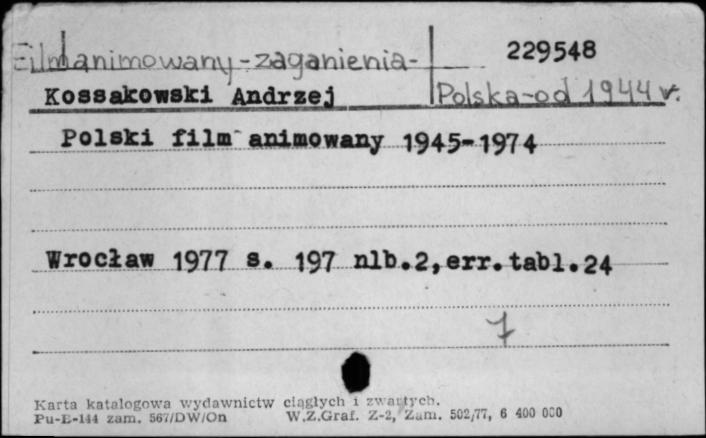 Film animowany-zaganienia-
229548
Kossakowski Andrzej
Polska-od 1944 r.
Polski film animowany 1945-1974
Wrocław 1977 s. 197 nlb.2,err.tabl.24
7
Karta katalogowa wydawnictw ciągłych i zwartych.
Pu-E-144 zam. 567/DW/On W.Z.Graf. Z-2, Zam. 502/77, 6 400 000